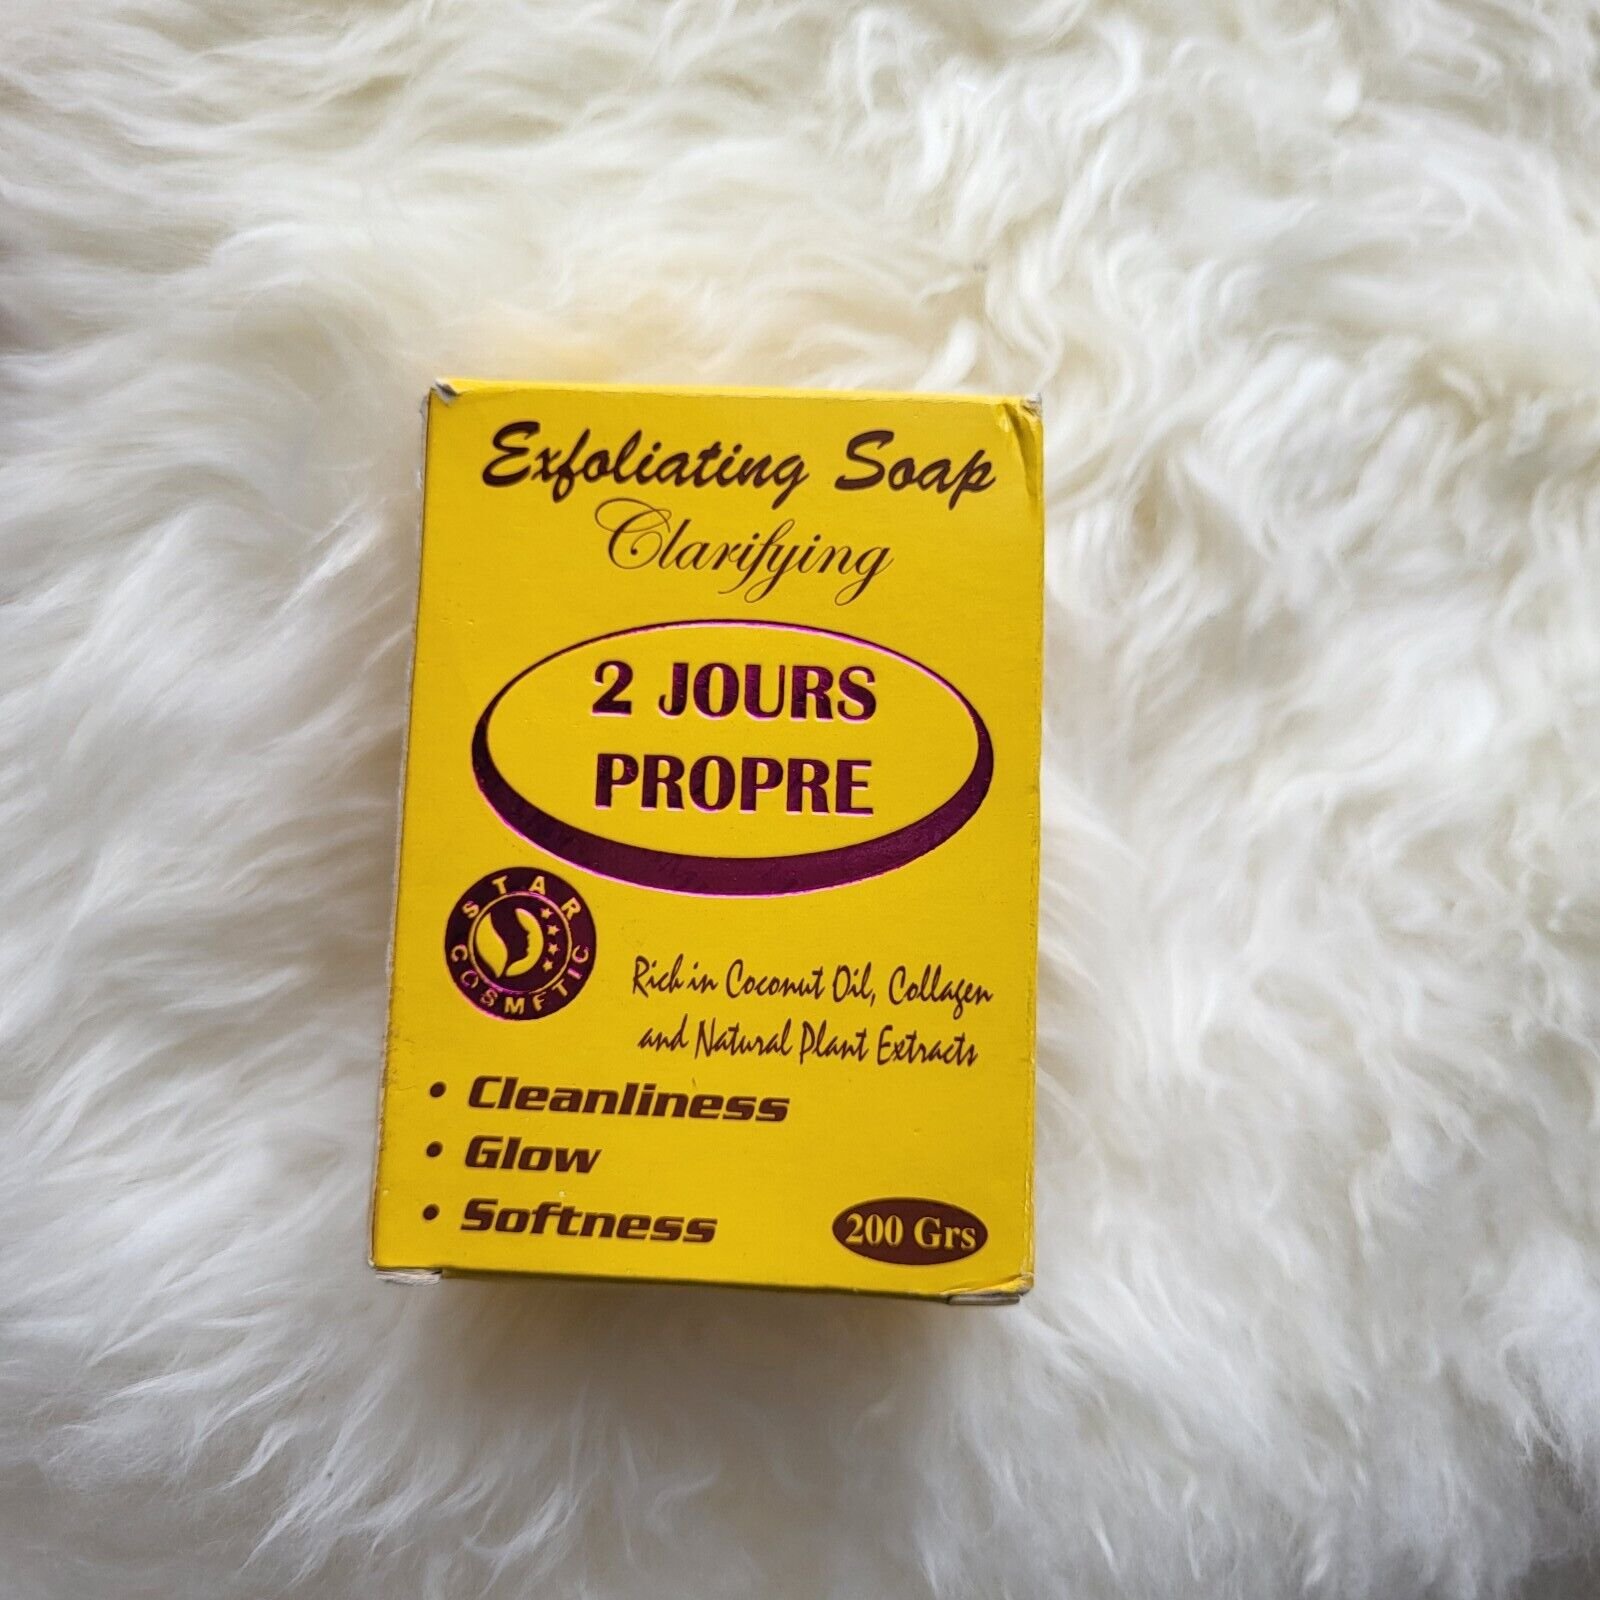 Exfoliating Soap
Clarifying
2 JOURS
PROPRE
STAR
COSMETIC
Rich in Coconut Oil, Collagen
and Natural Plant Extracts
• Cleanliness
• Glow
• Softness
200 Grs